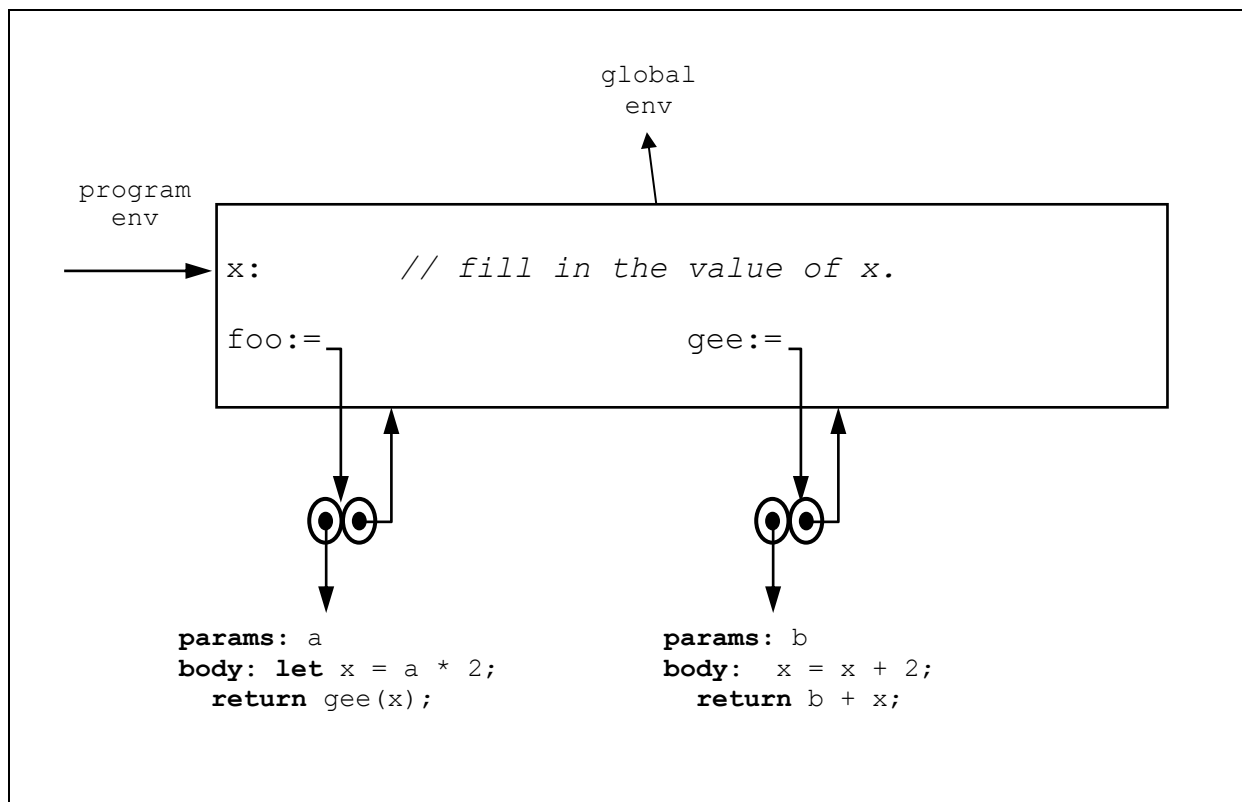 global
env
program
env
x: // fill in the value of x.
foo:= gee:=
params: a
body: let x = a * 2;
return gee(x);
params: b
body: x = x + 2;
return b + x;